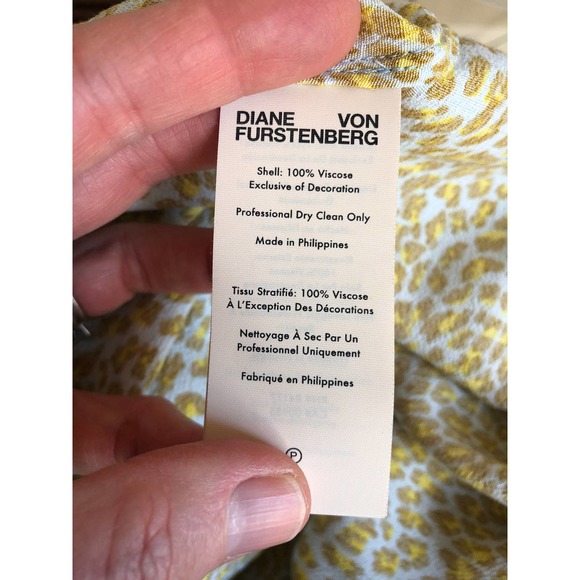 DIANE VON
FURSTENBERG
Shell: 100% Viscose
Exclusive of Decoration
Professional Dry Clean Only
Made in Philippines
Tissu Stratifié: 100% Viscose
À L'Exception Des Décorations
Nettoyage À Sec Par Un
Professionel Uniquement
Fabriqué en Philippines
P